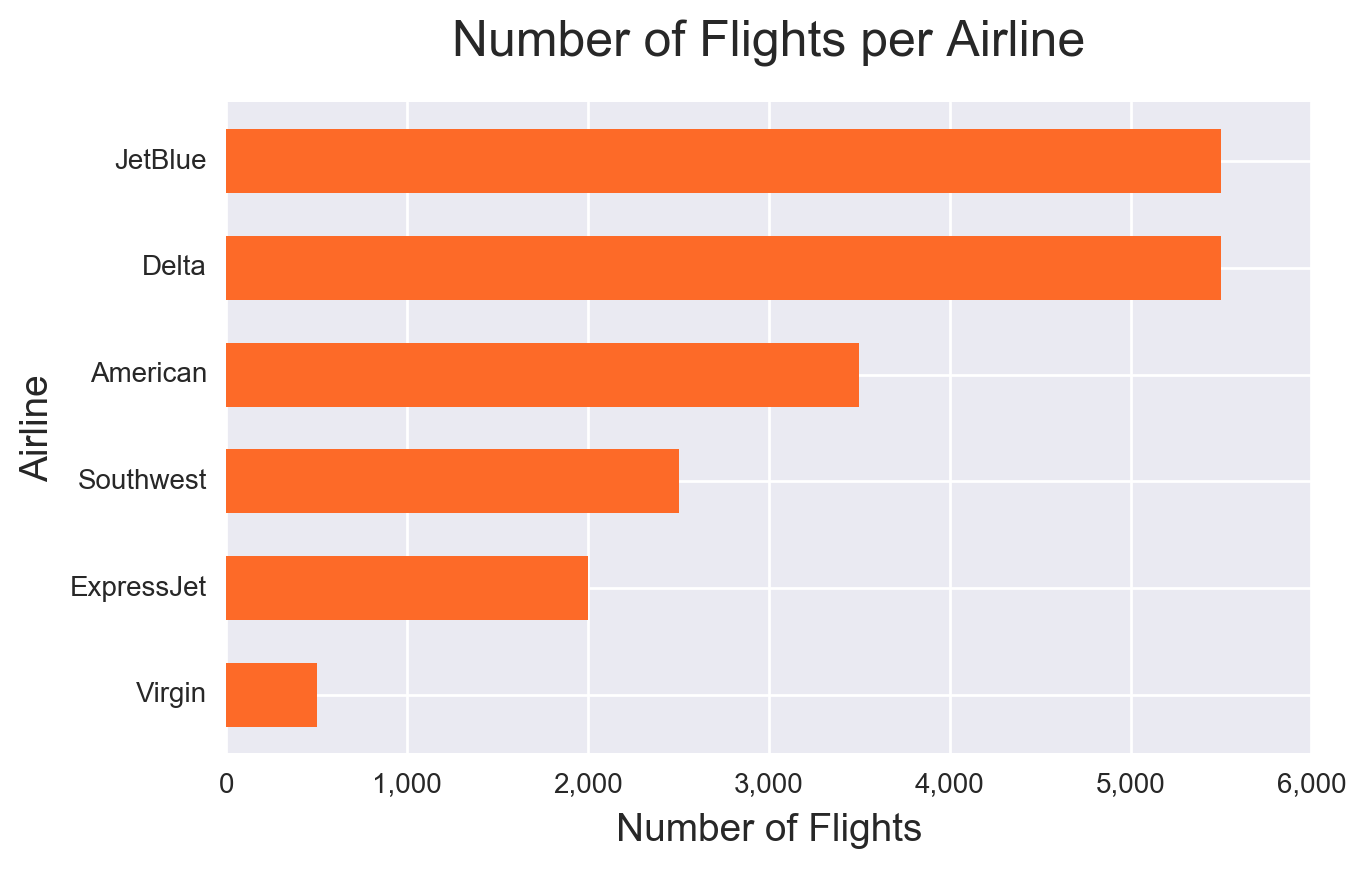 Number of Flights per Airline
JetBlue
Delta
American
Southwest
ExpressJet
Virgin
Airline
0 1,000 2,000 3,000 4,000 5,000 6,000
Number of Flights